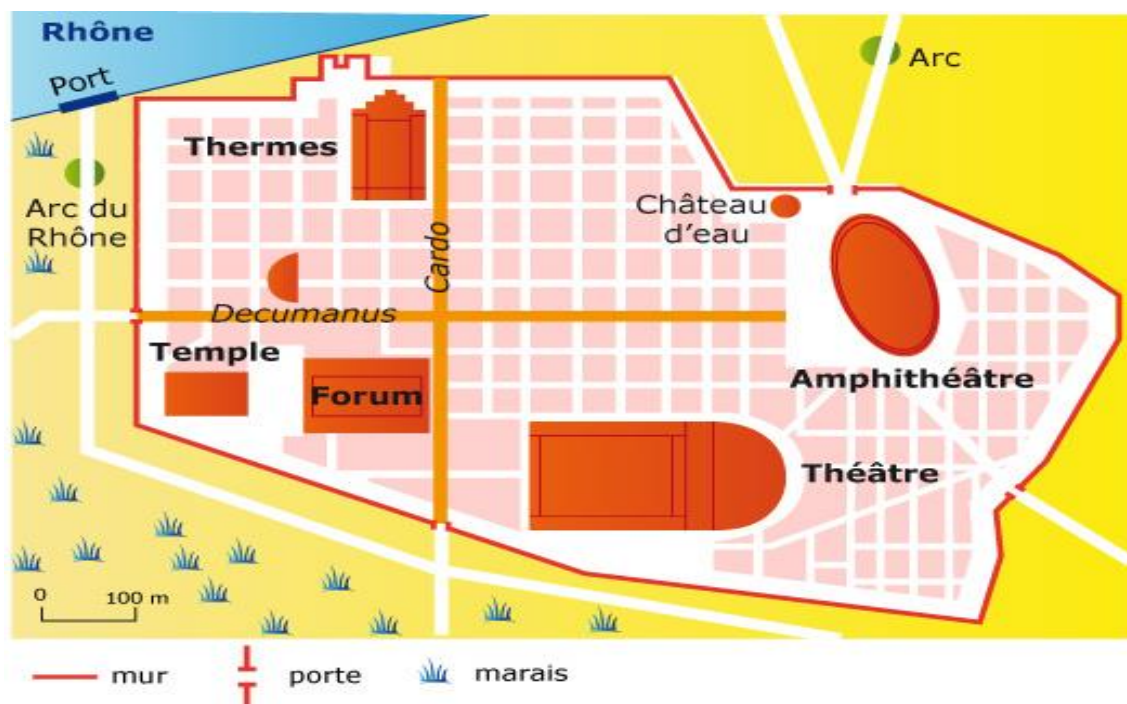 Rhône
Port
Arc
Thermes
Arc du
Rhône
Château
d'eau
Cardo
Decumanus
Temple
Forum
Amphithéâtre
Théâtre
0 100 m
mur porte marais